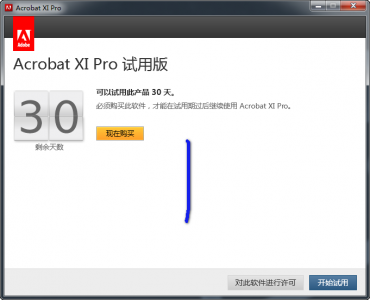 Acrobat XI Pro
Adobe
Acrobat XI Pro 试用版
30
剩余天数
可以试用此产品 30 天。
必须购买此软件，才能在试用期过后继续使用 Acrobat XI Pro。
现在购买
对此软件进行许可
开始试用